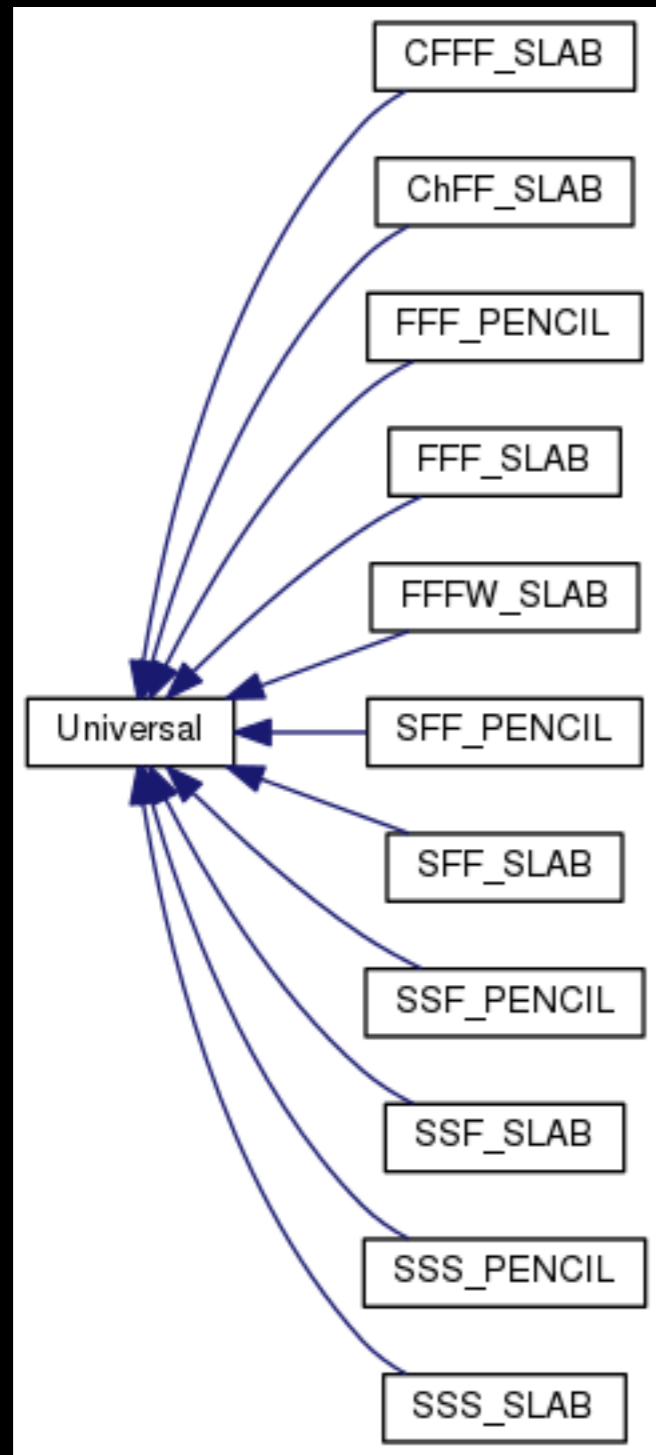 CFFF_SLAB
ChFF_SLAB
FFF_PENCIL
FFF_SLAB
FFFW_SLAB
Universal
SFF_PENCIL
SFF_SLAB
SSF_PENCIL
SSF_SLAB
SSS_PENCIL
SSS_SLAB